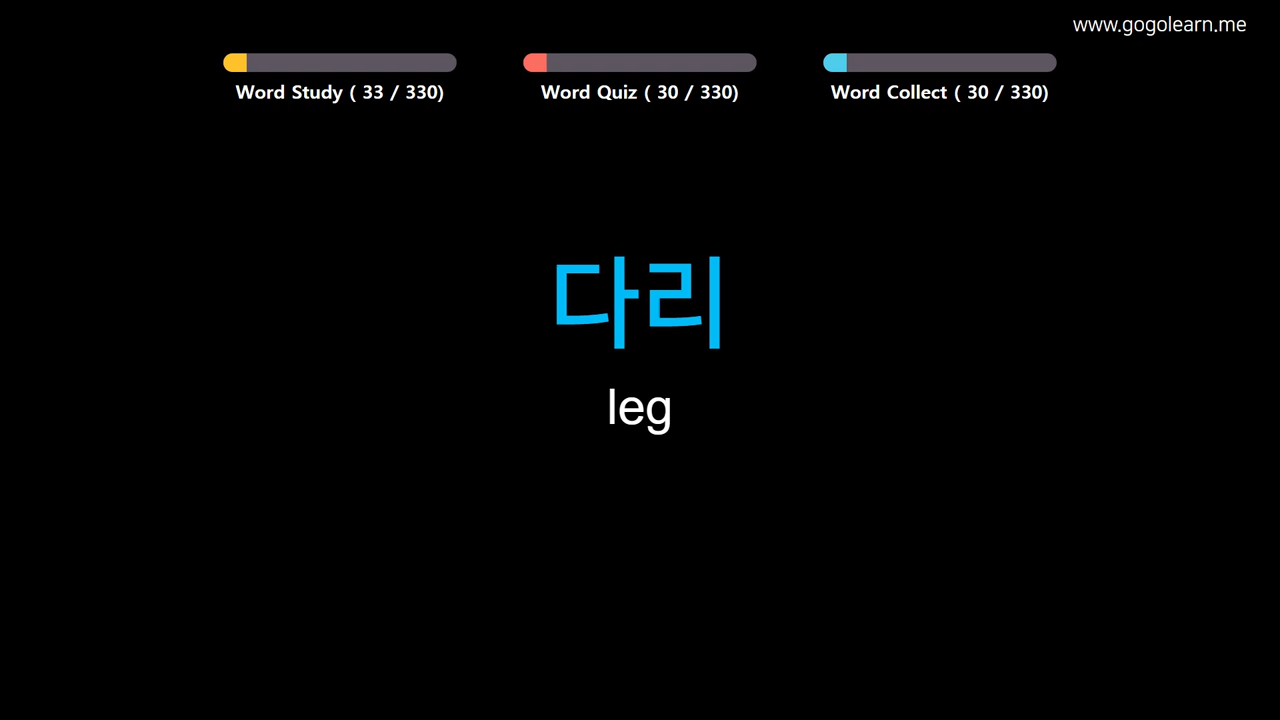 www.gogolearn.me
Word Study ( 33 / 330)
Word Quiz ( 30 / 330)
Word Collect ( 30 / 330)
다리
leg